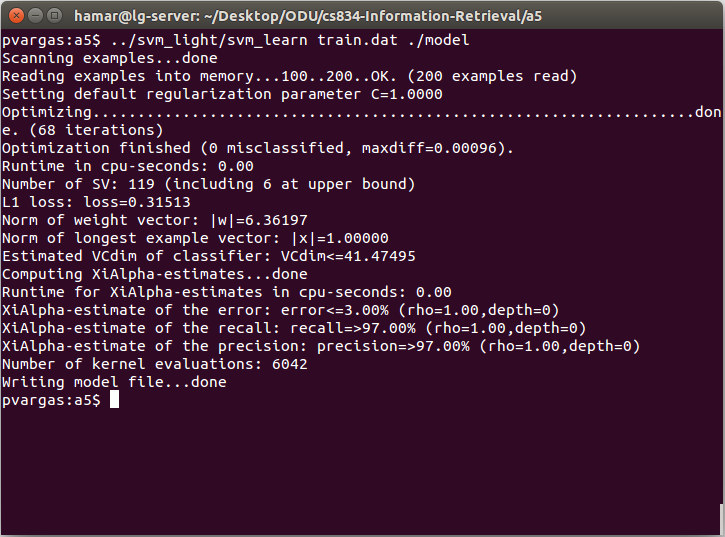 hamar@lg-server: ~/Desktop/ODU/cs834-Information-Retrieval/a5
pvargas:a5$ ../svm_light/svm_learn train.dat ./model
Scanning examples...done
Reading examples into memory...100..200..OK. (200 examples read)
Setting default regularization parameter C=1.0000
Optimizing....................................................................don
e. (68 iterations)
Optimization finished (0 misclassified, maxdiff=0.00096).
Runtime in cpu-seconds: 0.00
Number of SV: 119 (including 6 at upper bound)
L1 loss: loss=0.31513
Norm of weight vector: |w|=6.36197
Norm of longest example vector: |x|=1.00000
Estimated VCdim of classifier: VCdim<=41.47495
Computing XiAlpha-estimates...done
Runtime for XiAlpha-estimates in cpu-seconds: 0.00
XiAlpha-estimate of the error: error<=3.00% (rho=1.00,depth=0)
XiAlpha-estimate of the recall: recall=>97.00% (rho=1.00,depth=0)
XiAlpha-estimate of the precision: precision=>97.00% (rho=1.00,depth=0)
Number of kernel evaluations: 6042
Writing model file...done
pvargas:a5$